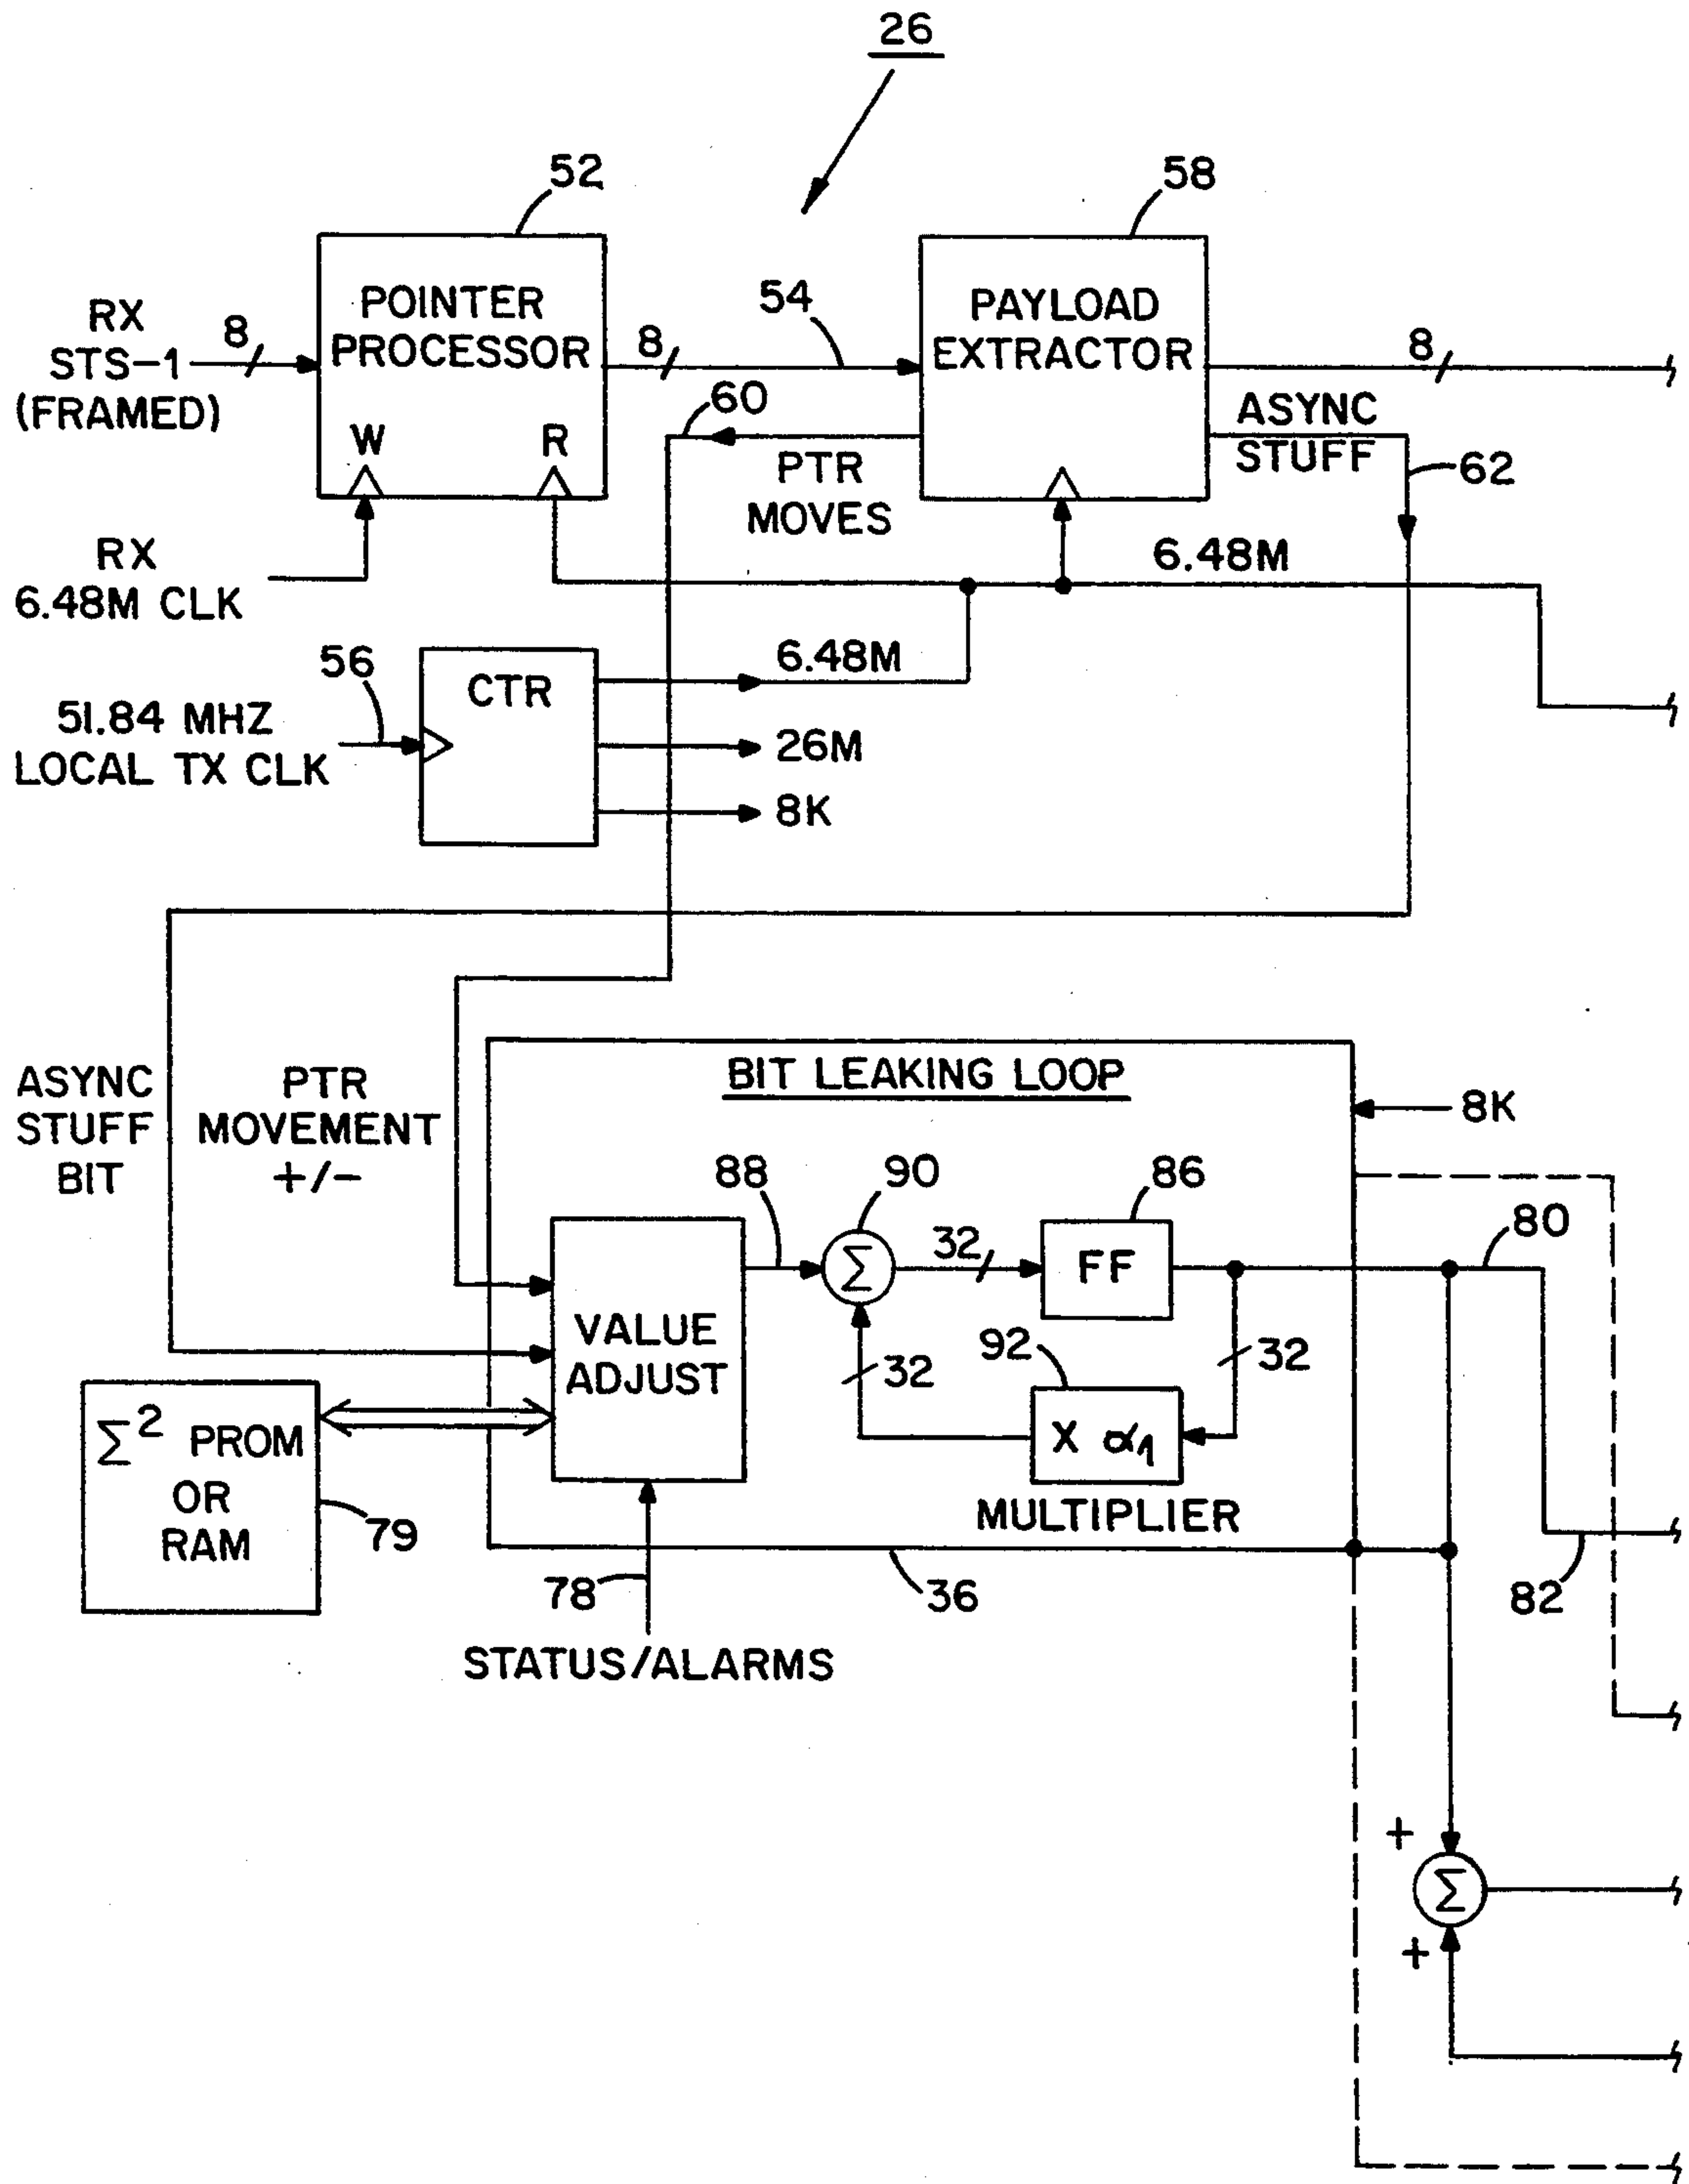 26
52
58
RX
STS-1
(FRAMED)
8
POINTER
PROCESSOR
W
R
8
54
PAYLOAD
EXTRACTOR
8
60
PTR
MOVES
ASYNC
STUFF
62
RX
6.48M CLK
6.48M
56
51.84 MHZ
LOCAL TX CLK
CTR
6.48M
26M
8K
ASYNC
STUFF
BIT
PTR
MOVEMENT
+/-
BIT LEAKING LOOP
8K
88
90
86
80
VALUE
ADJUST
Σ
32
FF
32
92
32
X α1
MULTIPLIER
Σ2 PROM
OR
RAM
79
78
36
82
STATUS/ALARMS
+
Σ
+